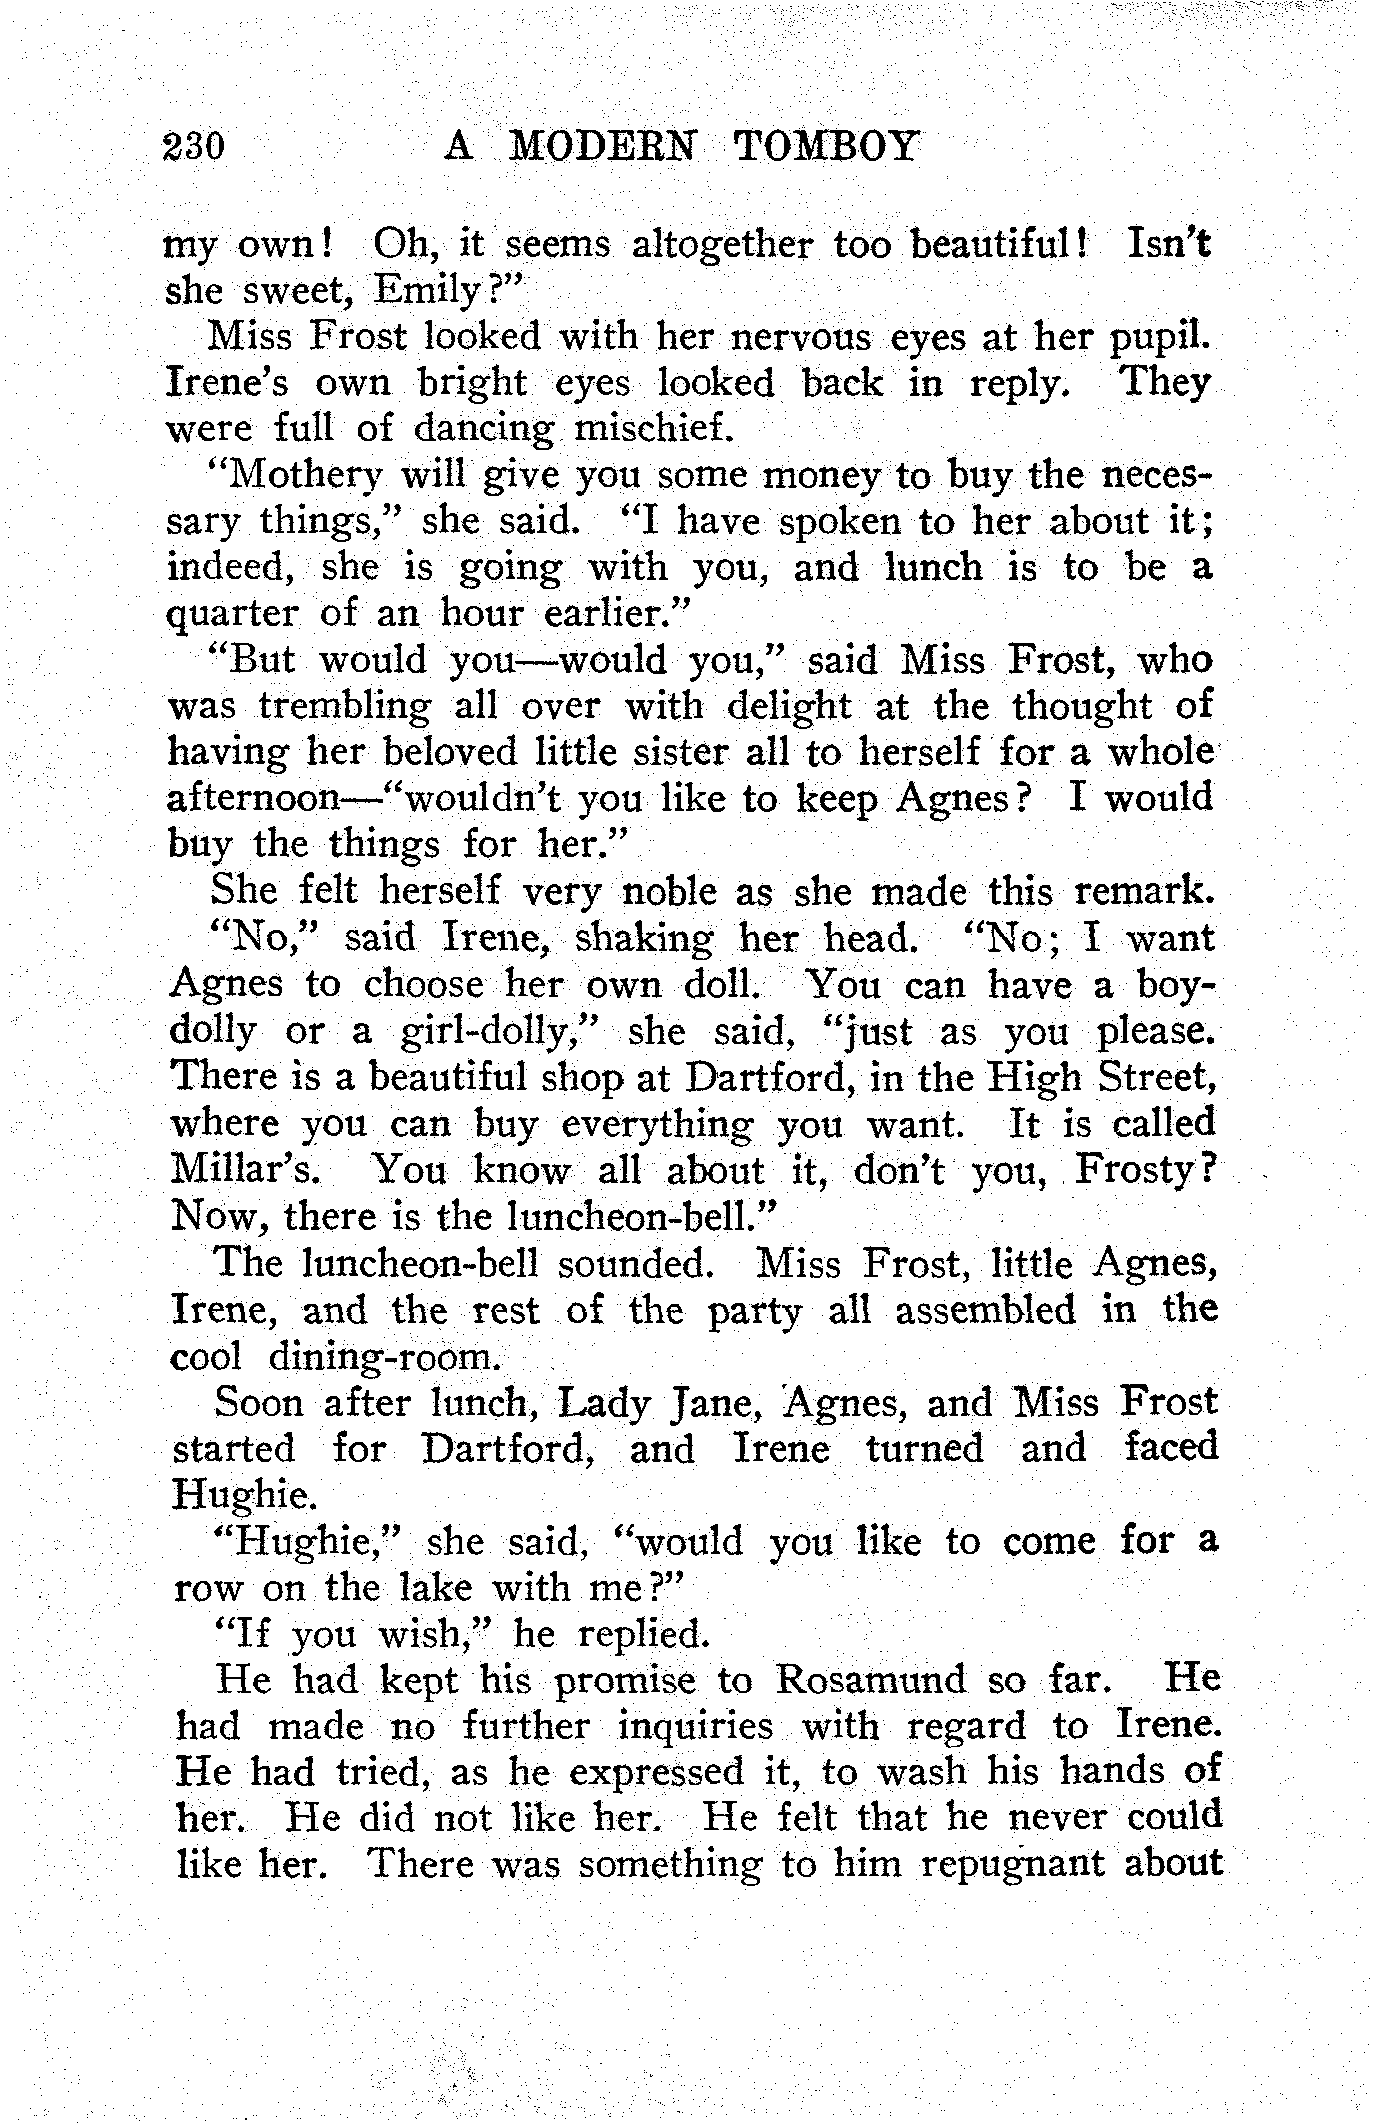 230 A MODERN TOMBOY
my own! Oh, it seems altogether too beautiful! Isn't
she sweet, Emily?"
Miss Frost looked with her nervous eyes at her pupil.
Irene's own bright eyes looked back in reply. They
were full of dancing mischief.
"Mothery will give you some money to buy the neces-
sary things," she said. "I have spoken to her about it;
indeed, she is going with you, and lunch is to be a
quarter of an hour earlier."
"But would you—would you," said Miss Frost, who
was trembling all over with delight at the thought of
having her beloved little sister all to herself for a whole
afternoon—"wouldn't you like to keep Agnes? I would
buy the things for her."
She felt herself very noble as she made this remark.
"No," said Irene, shaking her head. "No; I want
Agnes to choose her own doll. You can have a boy-
dolly or a girl-dolly," she said, "just as you please.
There is a beautiful shop at Dartford, in the High Street,
where you can buy everything you want. It is called
Millar's. You know all about it, don't you, Frosty?
Now, there is the luncheon-bell."
The luncheon-bell sounded. Miss Frost, little Agnes,
Irene, and the rest of the party all assembled in the
cool dining-room.
Soon after lunch, Lady Jane, Agnes, and Miss Frost
started for Dartford, and Irene turned and faced
Hughie.
"Hughie," she said, "would you like to come for a
row on the lake with me?"
"If you wish," he replied.
He had kept his promise to Rosamund so far. He
had made no further inquiries with regard to Irene.
He had tried, as he expressed it, to wash his hands of
her. He did not like her. He felt that he never could
like her. There was something to him repugnant about